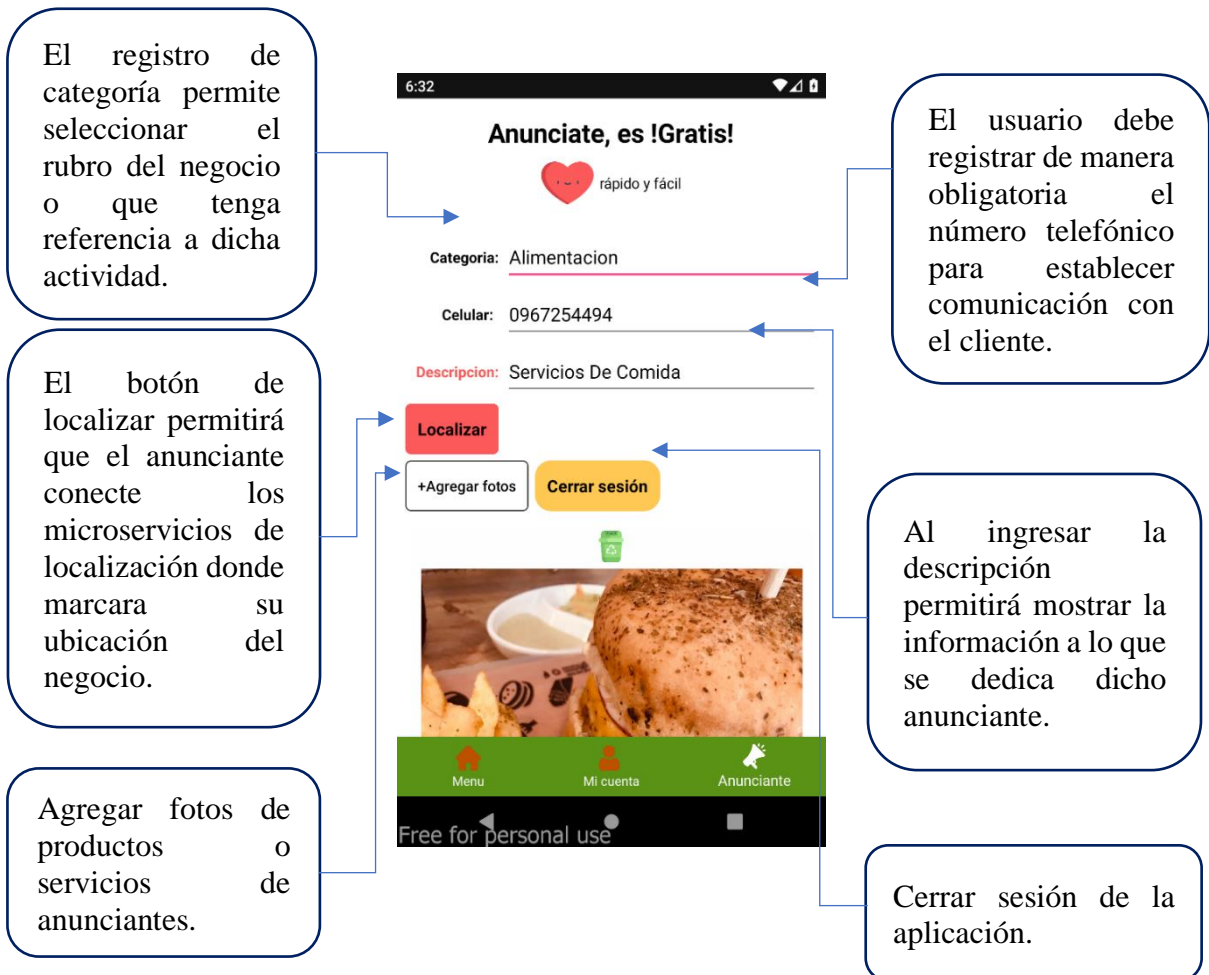 El registro de
categoría permite
seleccionar el
rubro del negocio
o que tenga
referencia a dicha
actividad.
El botón de
localizar permitirá
que el anunciante
conecte los
microservicios de
localización donde
marcara su
ubicación del
negocio.
Agregar fotos de
productos o
servicios de
anunciantes.
6:32
Anunciate, es !Gratis!
rápido y fácil
Categoria: Alimentacion
Celular: 0967254494
Descripcion: Servicios De Comida
Localizar
+Agregar fotos Cerrar sesión
Menu Mi cuenta Anunciante
Free for personal use
El usuario debe
registrar de manera
obligatoria el
número telefónico
para establecer
comunicación con
el cliente.
Al ingresar la
descripción
permitirá mostrar la
información a lo que
se dedica dicho
anunciante.
Cerrar sesión de la
aplicación.